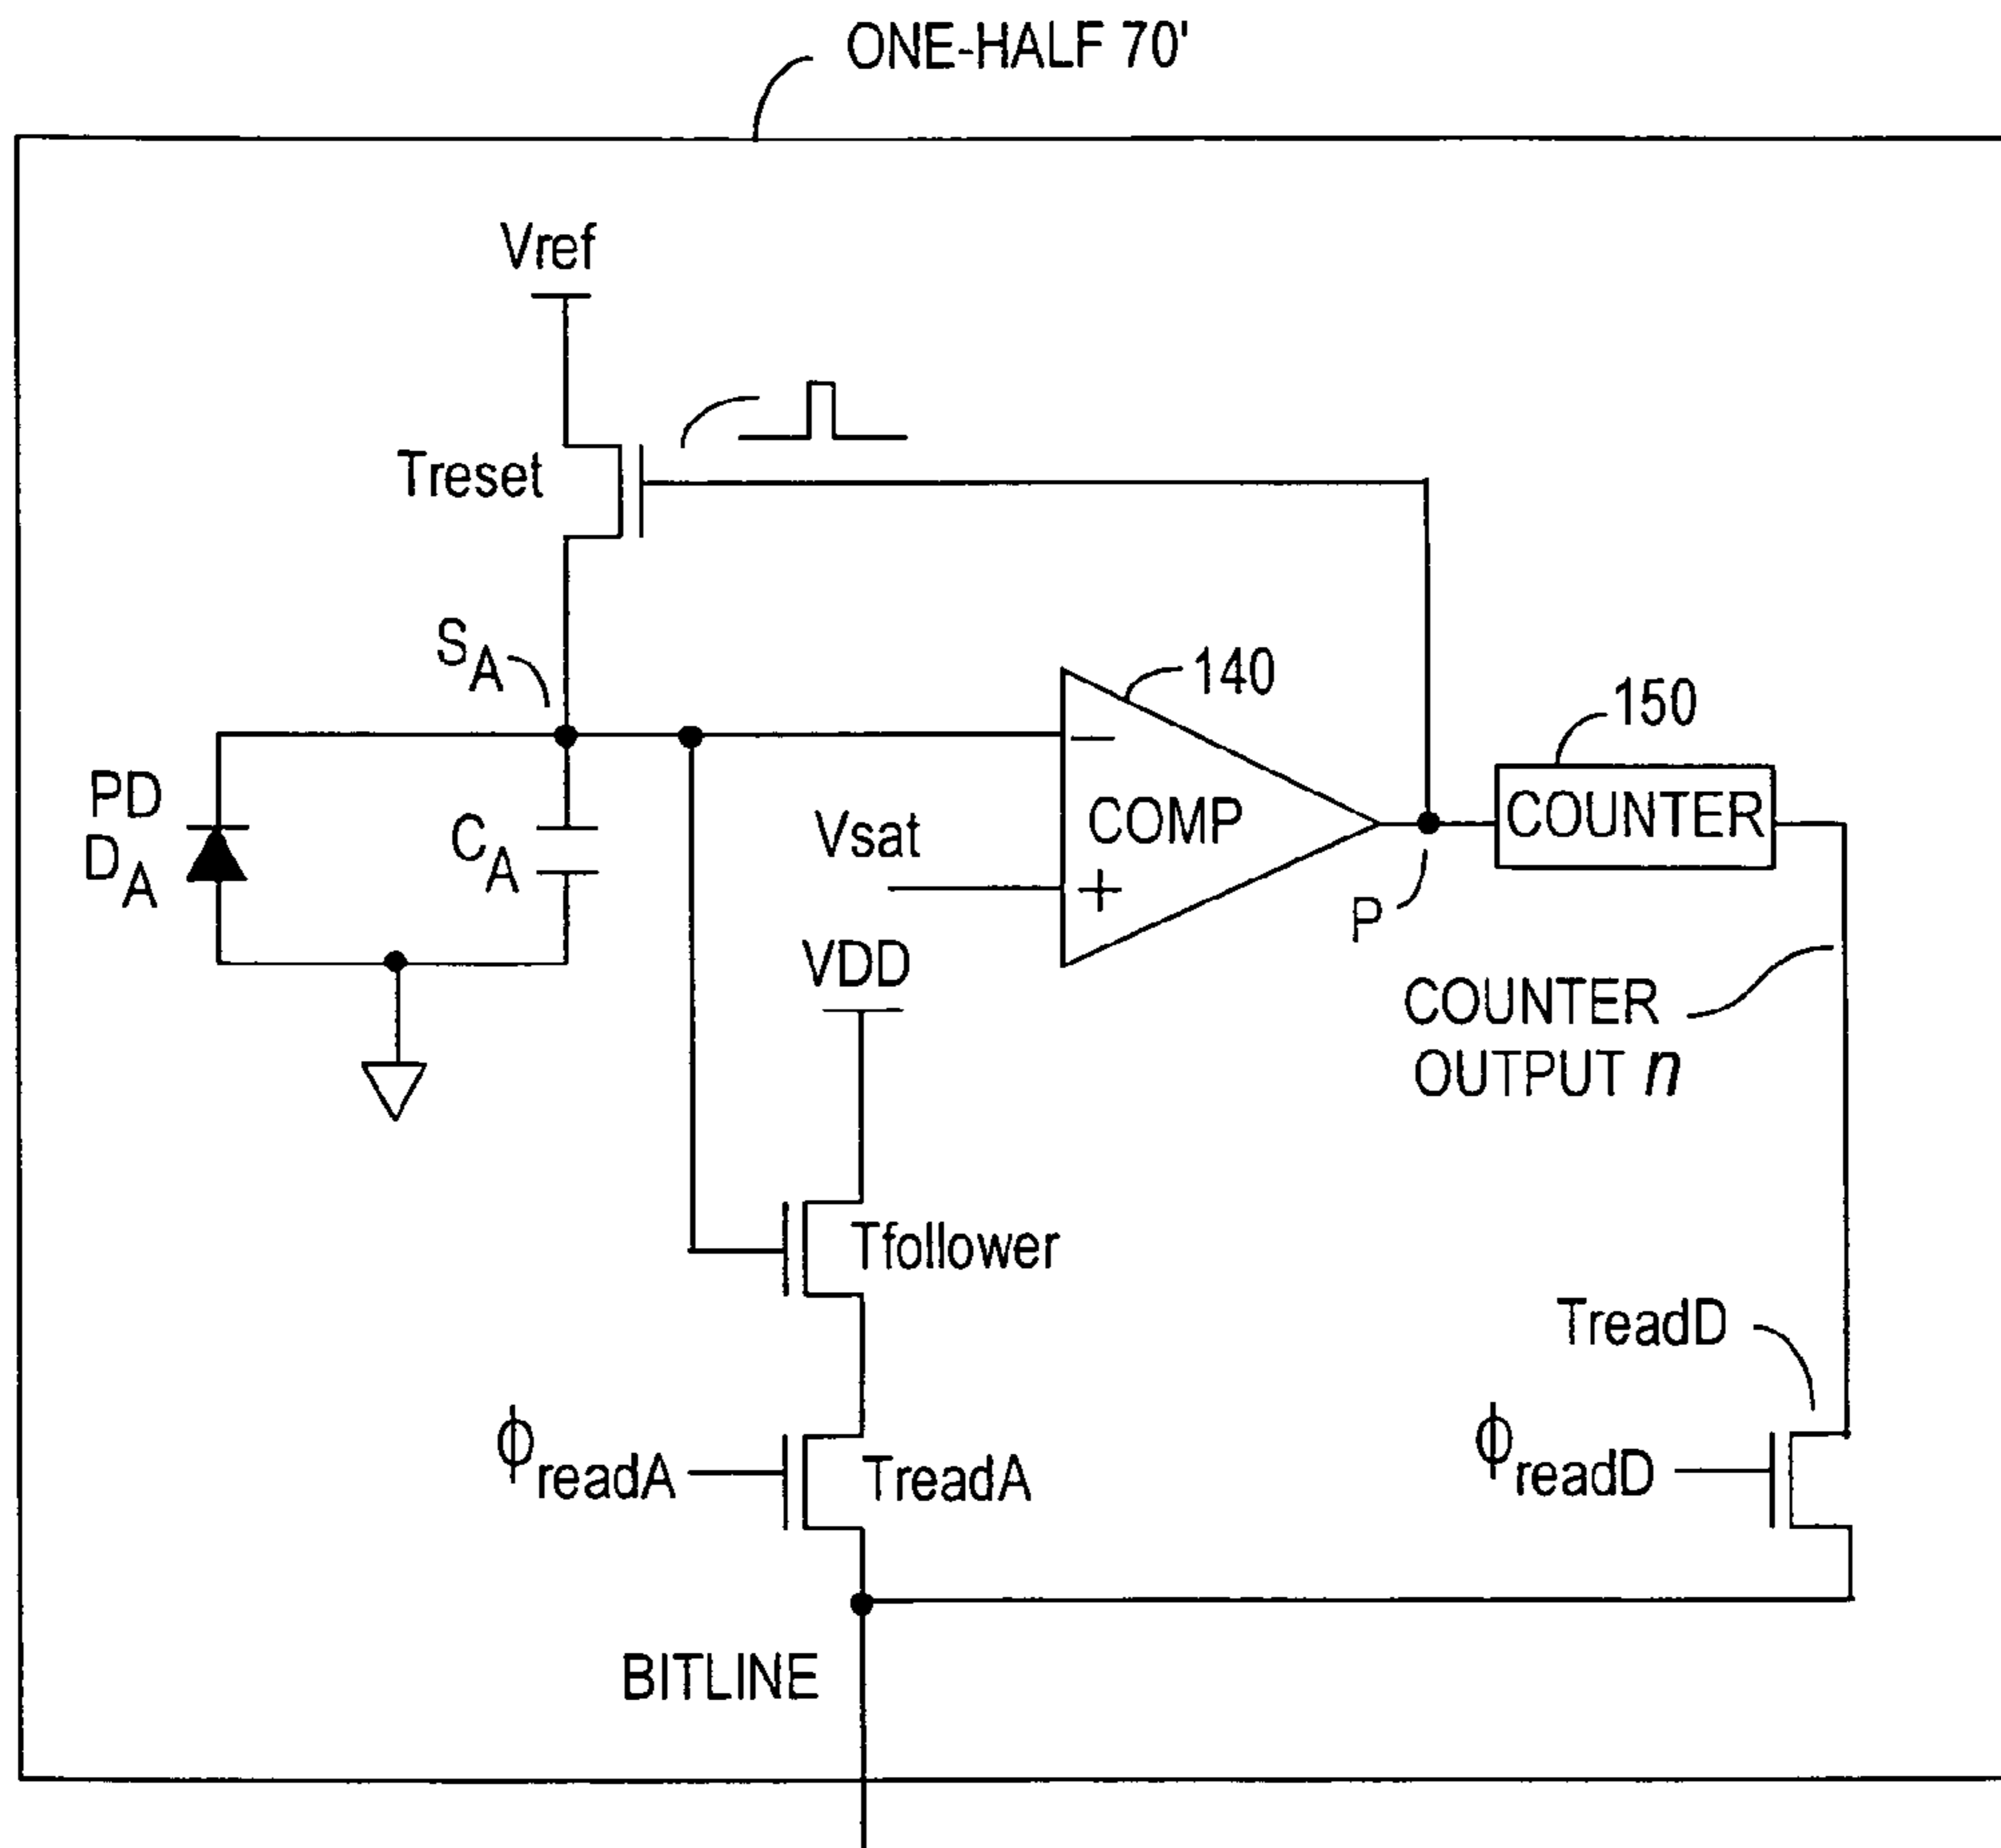 ONE-HALF 70'
Vref
Treset
SA
140
150
PD
DA
CA
Vsat
COMP
−
+
COUNTER
P
VDD
COUNTER
OUTPUT n
Tfollower
TreadD
ϕreadA
TreadA
ϕreadD
BITLINE